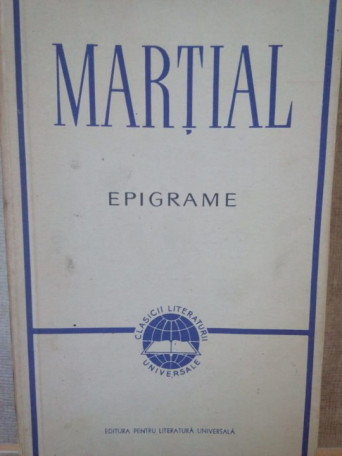 MARȚIAL
EPIGRAME
CLASICII LITERATURII
UNIVERSALE
EDITURA PENTRU LITERATURĂ UNIVERSALĂ